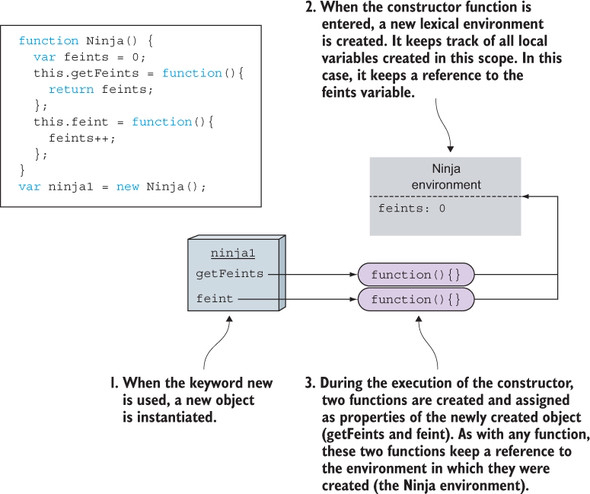 function Ninja() {
var feints = 0;
this.getFeints = function(){
return feints;
};
this.feint = function(){
feints++;
};
}
var ninja1 = new Ninja();
2. When the constructor function is
entered, a new lexical environment
is created. It keeps track of all local
variables created in this scope. In this
case, it keeps a reference to the
feints variable.
Ninja
environment
feints: 0
ninja1
getFeints
function(){}
feint
function(){}
1. When the keyword new
is used, a new object
is instantiated.
3. During the execution of the constructor,
two functions are created and assigned
as properties of the newly created object
(getFeints and feint). As with any function,
these two functions keep a reference to
the environment in which they were
created (the Ninja environment).